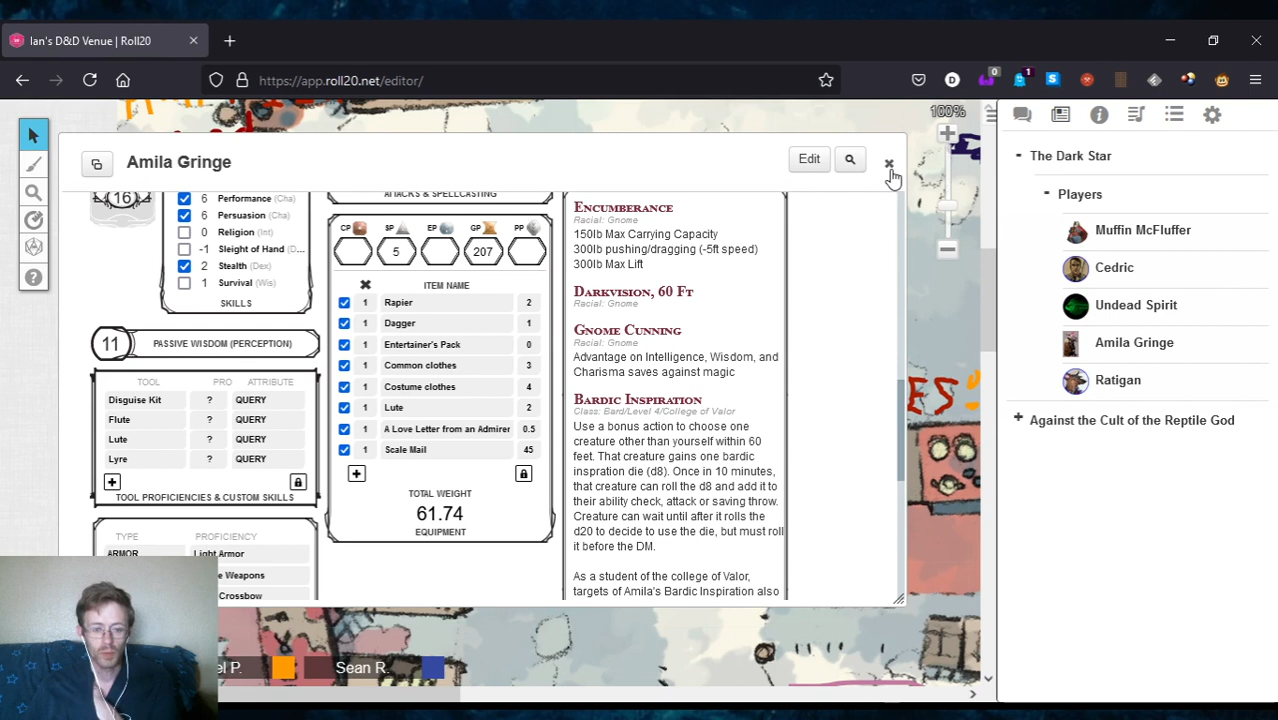 Ian's D&D Venue | Roll20
https://app.roll20.net/editor/
0
1
100%
Amila Gringe
Edit
16
6 Performance (Cha)
6 Persuasion (Cha)
0 Religion (Int)
-1 Sleight of Hand (D...
2 Stealth (Dex)
1 Survival (Wis)
SKILLS
11 PASSIVE WISDOM (PERCEPTION)
TOOL PRO ATTRIBUTE
Disguise Kit ? QUERY
Flute ? QUERY
Lute ? QUERY
Lyre ? QUERY
TOOL PROFICIENCIES & CUSTOM SKILLS
TYPE PROFICIENCY
ARMOR Light Armor
Weapons
Crossbow
ATTACKS & SPELLCASTING
CP SP EP GP PP
5 207
ITEM NAME
1 Rapier 2
1 Dagger 1
1 Entertainer's Pack 0
1 Common clothes 3
1 Costume clothes 4
1 Lute 2
1 A Love Letter from an Admirer 0.5
1 Scale Mail 45
TOTAL WEIGHT
61.74
EQUIPMENT
ENCUMBERANCE
Racial: Gnome
150lb Max Carrying Capacity
300lb pushing/dragging (-5ft speed)
300lb Max Lift
DARKVISION, 60 FT
Racial: Gnome
GNOME CUNNING
Racial: Gnome
Advantage on Intelligence, Wisdom, and
Charisma saves against magic
BARDIC INSPIRATION
Class: Bard/Level 4/College of Valor
Use a bonus action to choose one
creature other than yourself within 60
feet. That creature gains one bardic
inspration die (d8). Once in 10 minutes,
that creature can roll the d8 and add it to
their ability check, attack or saving throw.
Creature can wait until after it rolls the
d20 to decide to use the die, but must roll
it before the DM.
As a student of the college of Valor,
targets of Amila's Bardic Inspiration also
The Dark Star
Players
Muffin McFluffer
Cedric
Undead Spirit
Amila Gringe
Ratigan
Against the Cult of the Reptile God
el P.
Sean R.